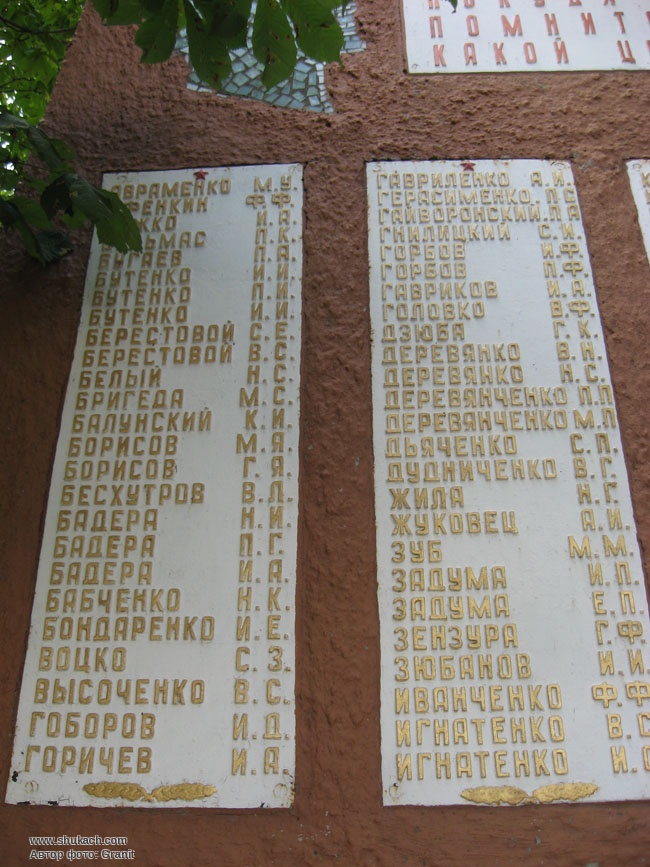 ПОМНИТ
КАКОЙ Ц
АВРАМЕНКО М.У.
Ф.Ф.
И.А.
П.К.
П.А.
БУТЕНКО И.И.
БУТЕНКО П.И.
БУТЕНКО И.И.
БЕРЕСТОВОЙ С.Е.
БЕРЕСТОВОЙ В.С.
БЕЛЫЙ Н.С.
БРИГЕДА М.С.
БАЛУНСКИЙ К.И.
БОРИСОВ М.Я.
БОРИСОВ Г.Я.
БЕСХУТРОВ В.Л.
БАДЕРА Н.И.
БАДЕРА П.Г.
БАДЕРА И.А.
БАБЧЕНКО Н.К.
БОНДАРЕНКО И.Е.
ВОЦКО С.З.
ВЫСОЧЕНКО В.С.
ГОБОРОВ И.Д.
ГОРИЧЕВ И.А
ГАВРИЛЕНКО А.И.
ГЕРАСИМЕНКО П.С
ГАЙВОРОНСКИЙ.П.А
ГНИЛИЦКИЙ С.И.
ГОРБОВ И.Ф.
ГОРБОВ П.Ф.
ГАВРИКОВ И.А.
ГОЛОВКО В.Ф.
ДЗЮБА Г.К.
ДЕРЕВЯНКО В.Н.
ДЕРЕВЯНКО Н.С.
ДЕРЕВЯНЧЕНКО П.П
ДЕРЕВЯНЧЕНКО М.П
ДЬЯЧЕНКО С.П.
ДУДНИЧЕНКО В.Г.
ЖИЛА Н.Г.
ЖУКОВЕЦ А.И.
ЗУБ М.М.
ЗАДУМА И.П.
ЗАДУМА Е.П.
ЗЕНЗУРА Г.Ф.
ЗЮБАНОВ И.И.
ИВАНЧЕНКО Ф.Ф
ИГНАТЕНКО В.С
ИГНАТЕНКО И.С
www.shukach.com
Автор фото: Granit